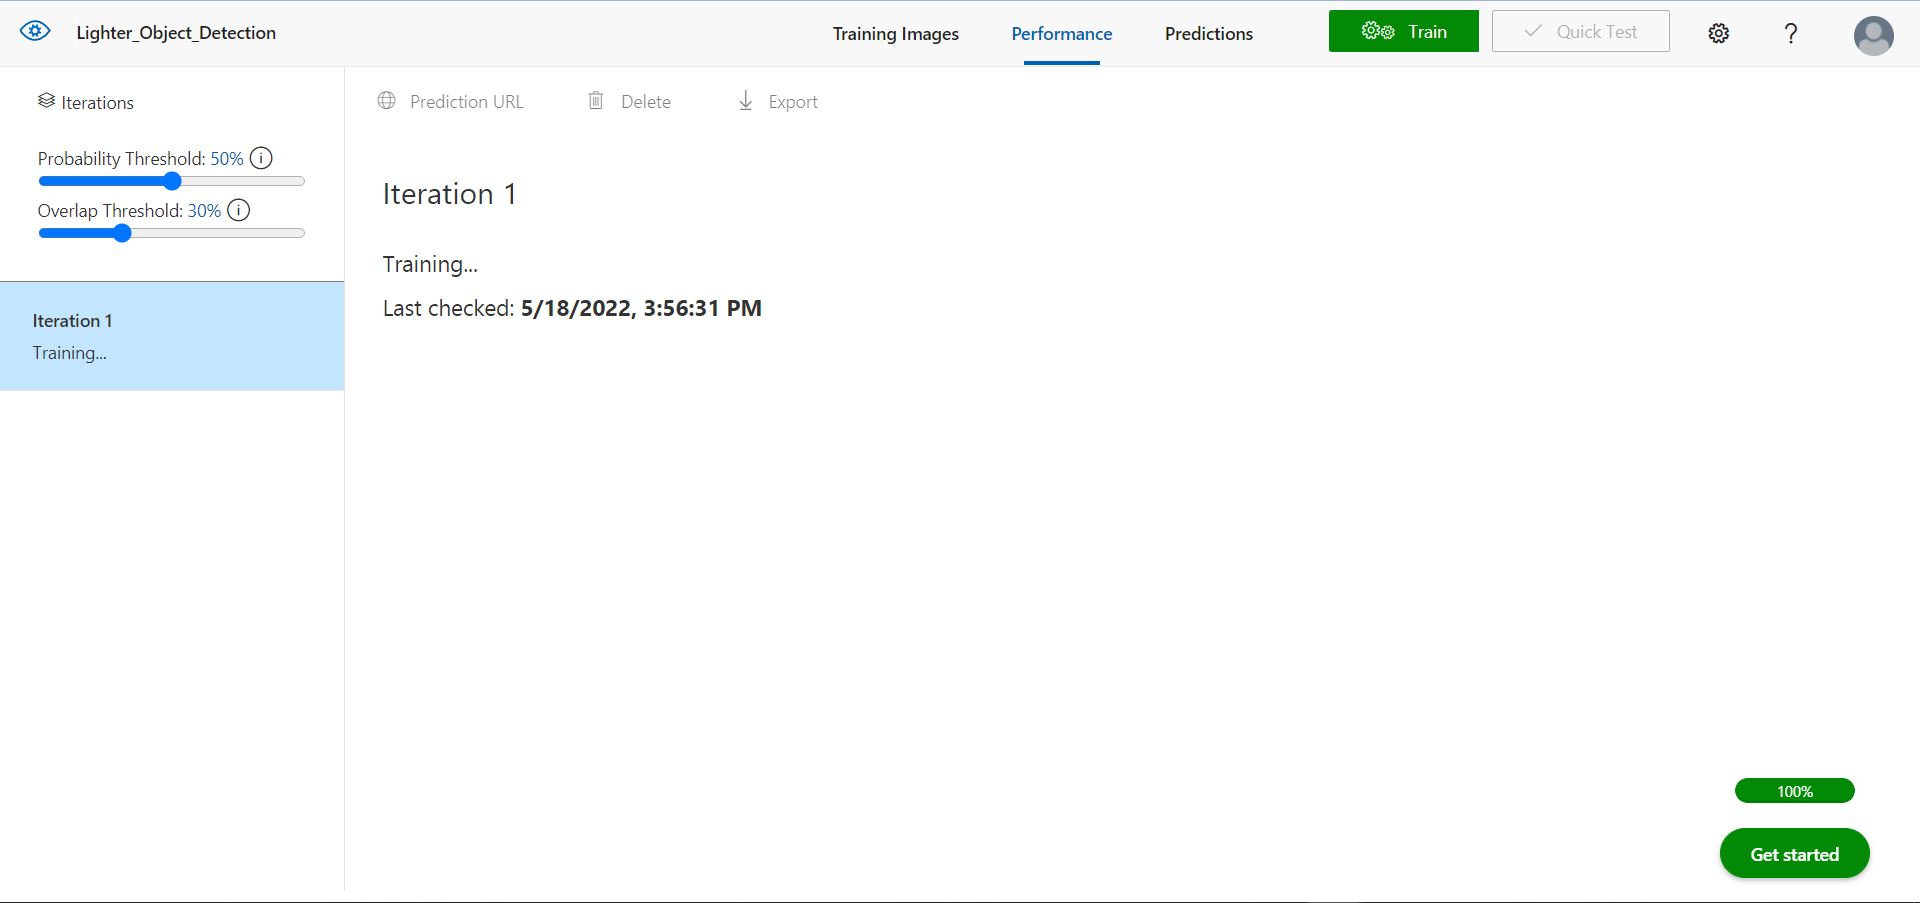 Lighter_Object_Detection
Training Images
Performance
Predictions
Train
Quick Test
?
Iterations
Probability Threshold: 50%
Overlap Threshold: 30%
Iteration 1
Training...
Prediction URL
Delete
Export
Iteration 1
Training...
Last checked: 5/18/2022, 3:56:31 PM
100%
Get started